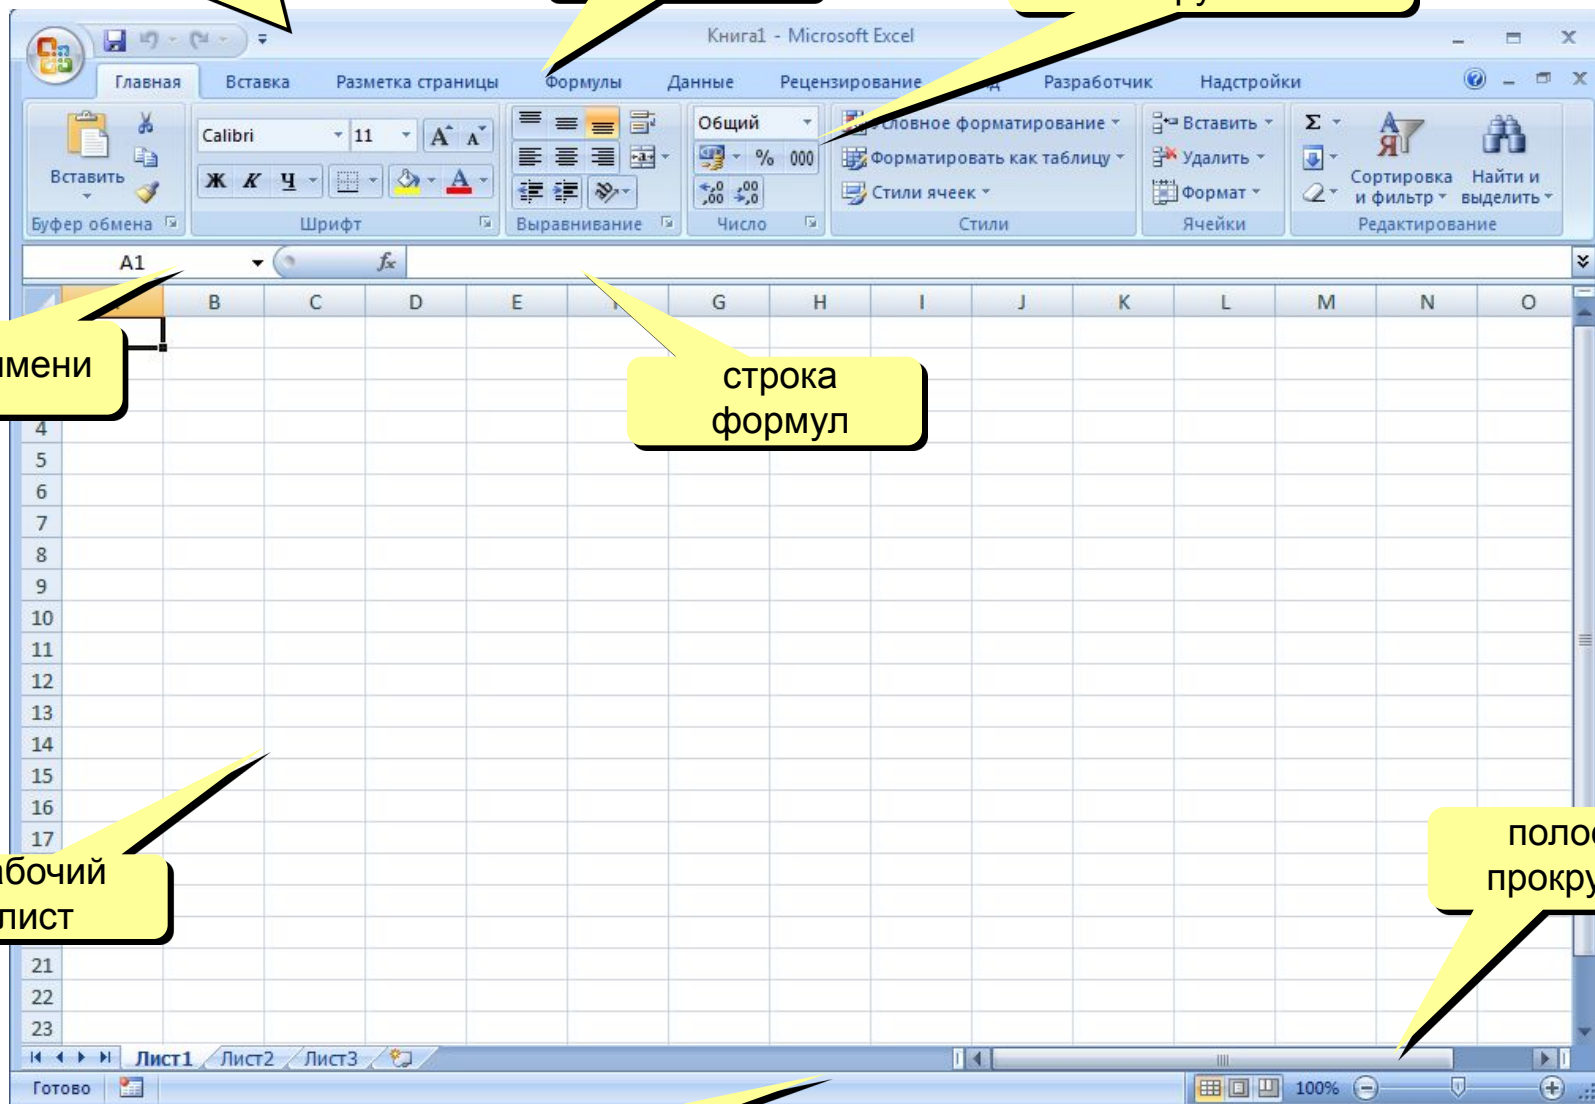 Книга1 - Microsoft Excel
Главная Вставка Разметка страницы Формулы Данные Рецензирование Разработчик Надстройки
Вставить
Буфер обмена
Calibri 11
Ж К Ч
Шрифт
Выравнивание
Общий
% 000
Число
Условное форматирование
Форматировать как таблицу
Стили ячеек
Стили
Вставить
Удалить
Формат
Ячейки
Σ
Сортировка и фильтр
Найти и выделить
Редактирование
A1 fx
B C D E G H I J K L M N O
имени
строка
формул
4
5
6
7
8
9
10
11
12
13
14
15
16
17
лист
прокру
21
22
23
Лист1 Лист2 Лист3
Готово 100%